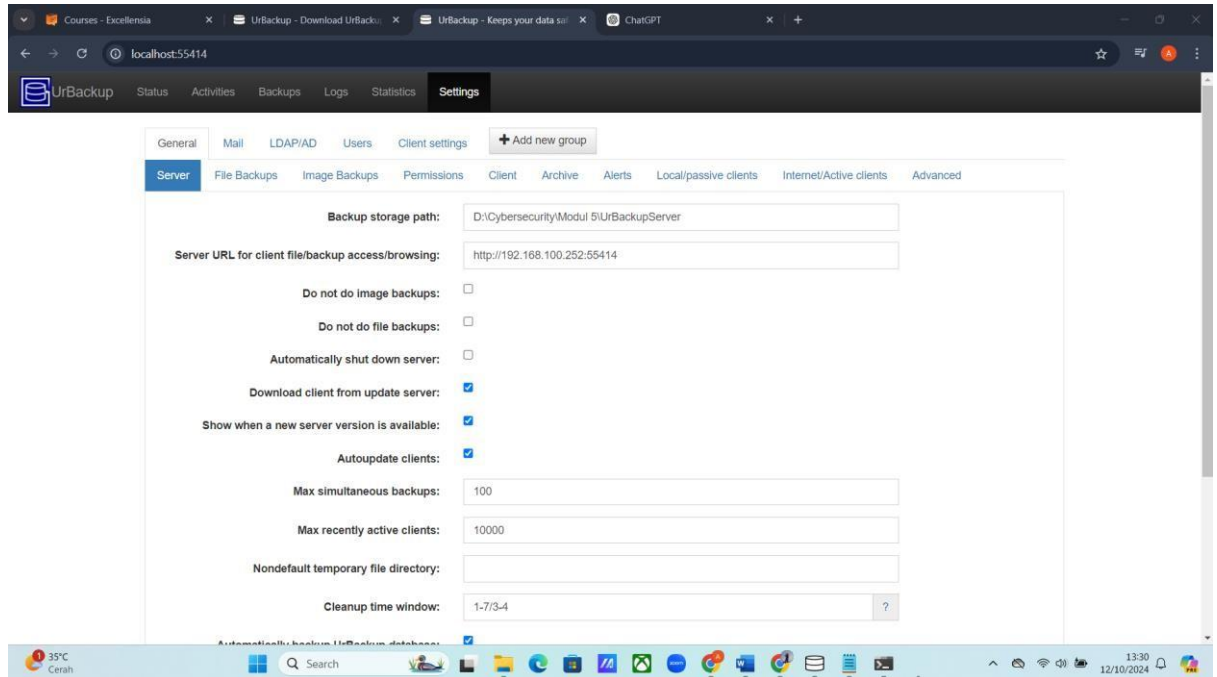 Courses - Excellensia
UrBackup - Download UrBackup
UrBackup - Keeps your data saf
ChatGPT
localhost:55414
A
UrBackup Status Activities Backups Logs Statistics Settings
General Mail LDAP/AD Users Client settings Add new group
Server File Backups Image Backups Permissions Client Archive Alerts Local/passive clients Internet/Active clients Advanced
Backup storage path: D:\Cybersecurity\Modul 5\UrBackupServer
Server URL for client file/backup access/browsing: http://192.168.100.252:55414
Do not do image backups:
Do not do file backups:
Automatically shut down server:
Download client from update server:
Show when a new server version is available:
Autoupdate clients:
Max simultaneous backups: 100
Max recently active clients: 10000
Nondefault temporary file directory:
Cleanup time window: 1-7/3-4 ?
Automatically backup UrBackup database:
35°C
Cerah
Search
13:30
12/10/2024